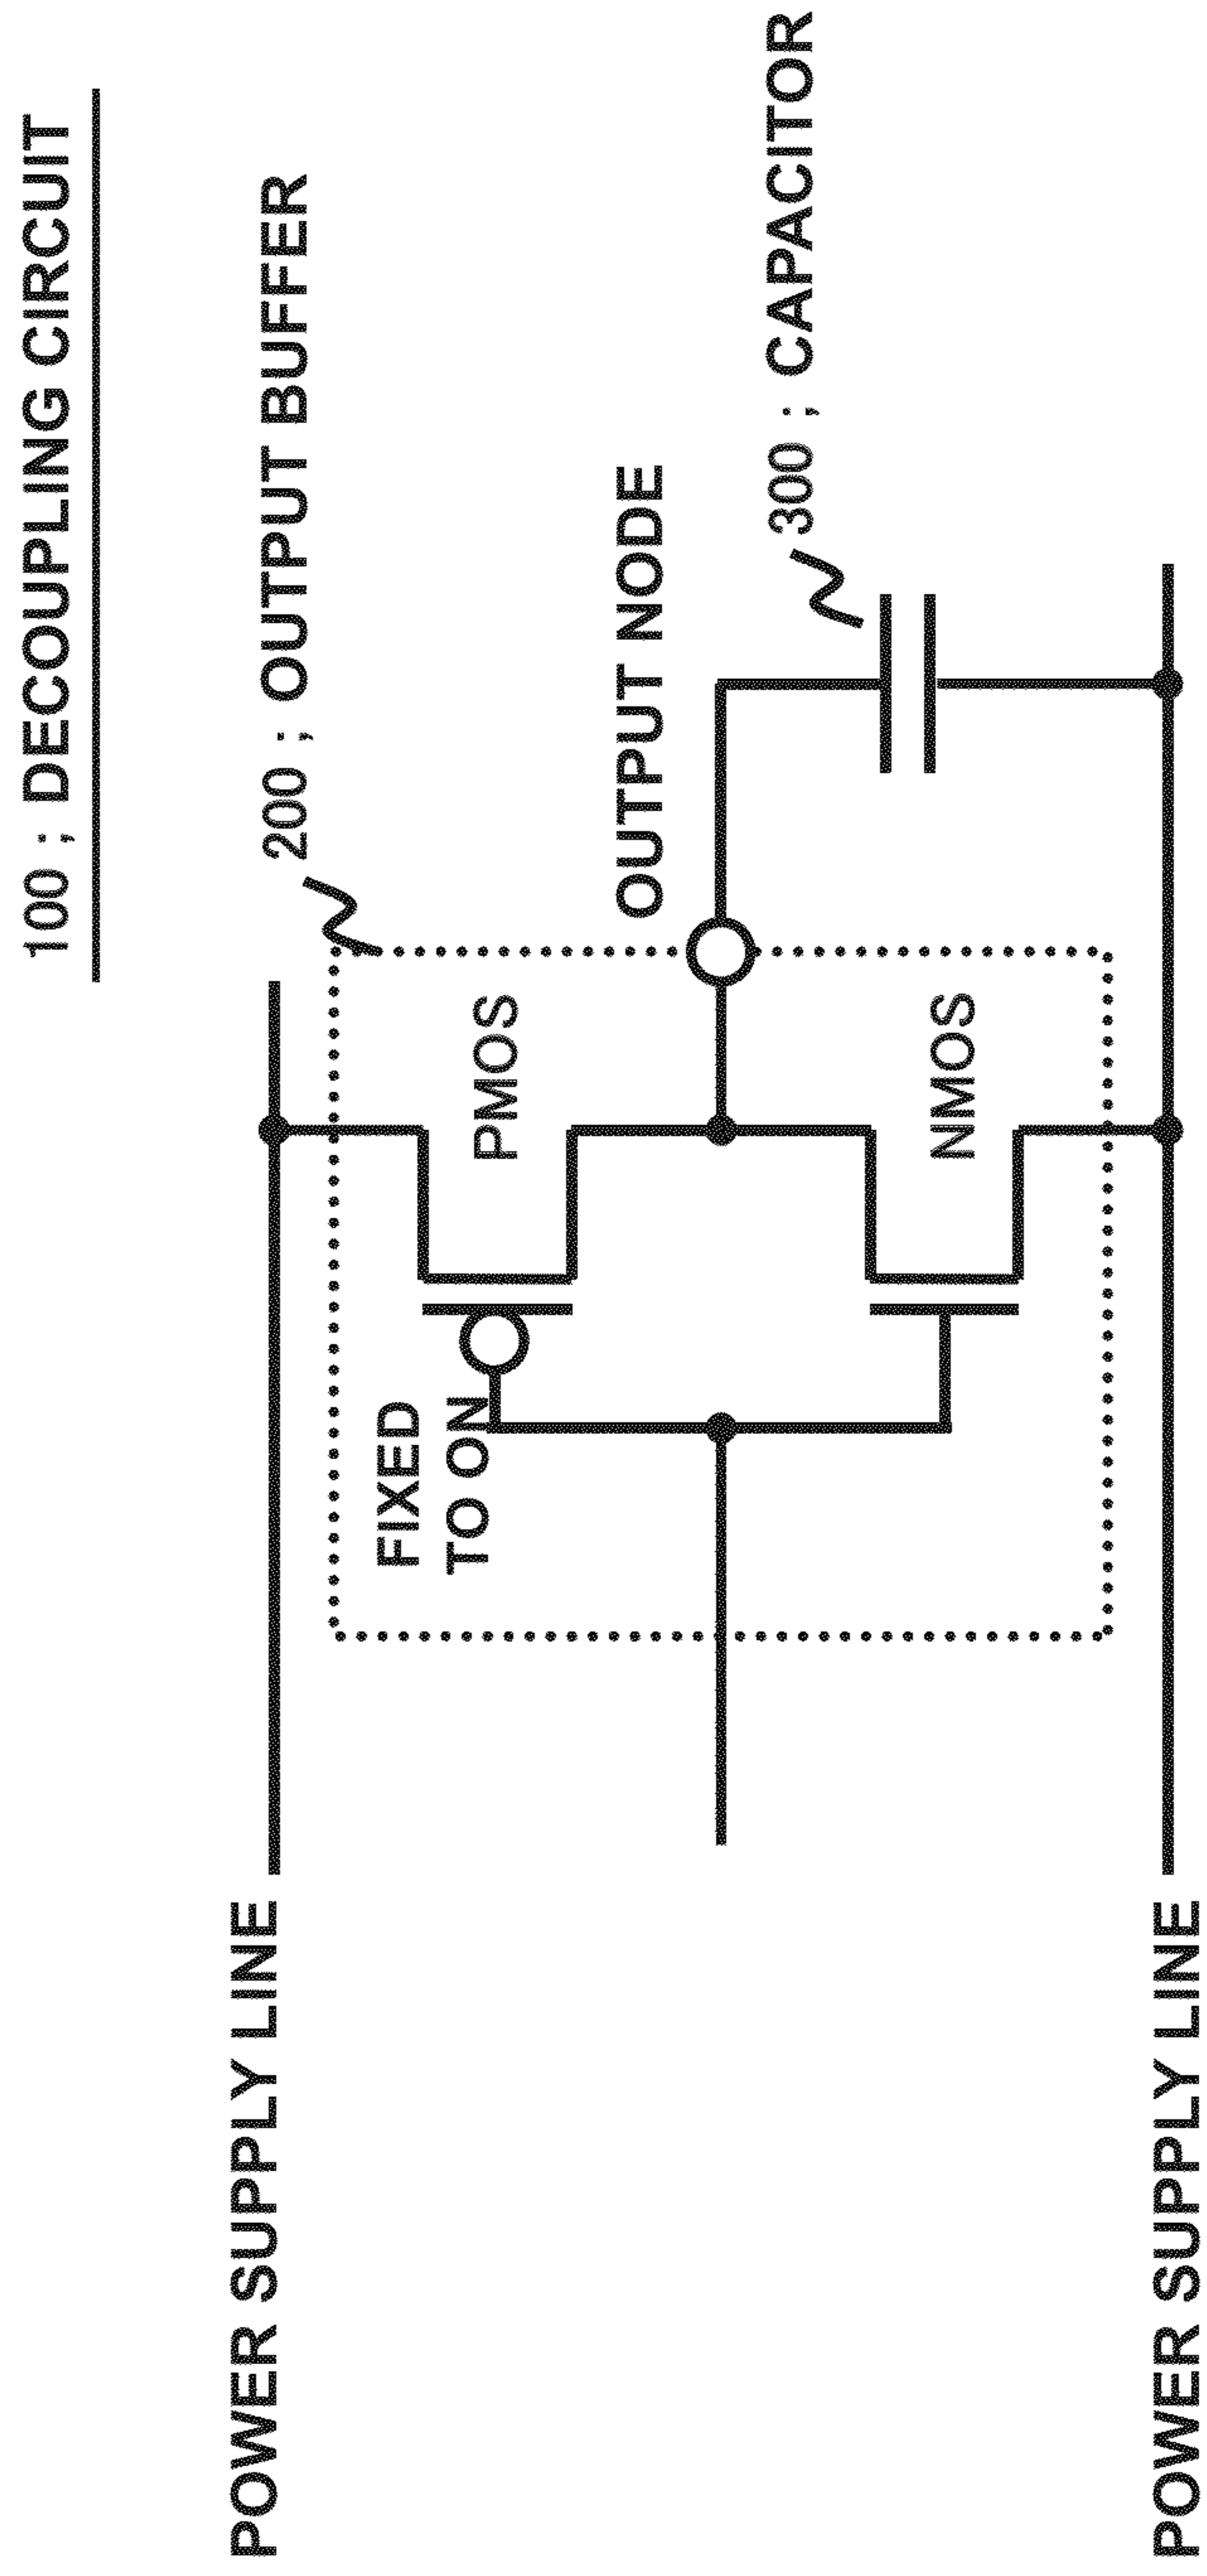 100 ; DECOUPLING CIRCUIT
POWER SUPPLY LINE
200 ; OUTPUT BUFFER
FIXED
TO ON
PMOS
OUTPUT NODE
300 ; CAPACITOR
NMOS
POWER SUPPLY LINE